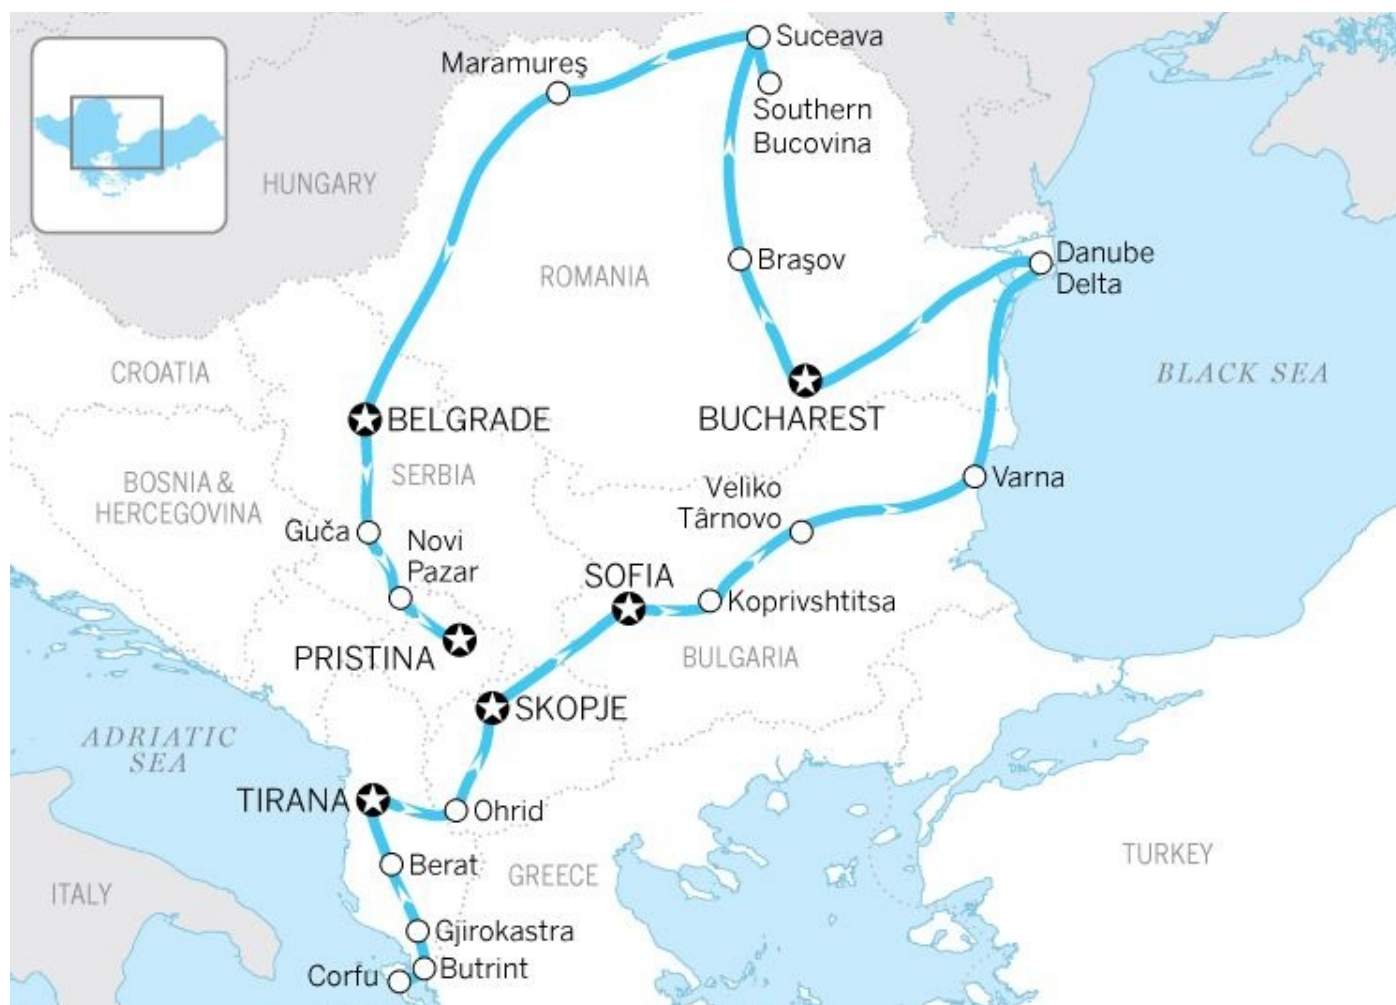 Suceava
Maramureş
Southern
Bucovina
HUNGARY
Braşov
Danube
Delta
ROMANIA
CROATIA
BLACK SEA
BELGRADE
BUCHAREST
SERBIA
BOSNIA &
HERCEGOVINA
Veliko
Târnovo
Varna
Guča
Novi
Pazar
SOFIA
Koprivshtitsa
PRISTINA
BULGARIA
SKOPJE
ADRIATIC
SEA
TIRANA
Ohrid
Berat
GREECE
TURKEY
ITALY
Gjirokastra
Butrint
Corfu